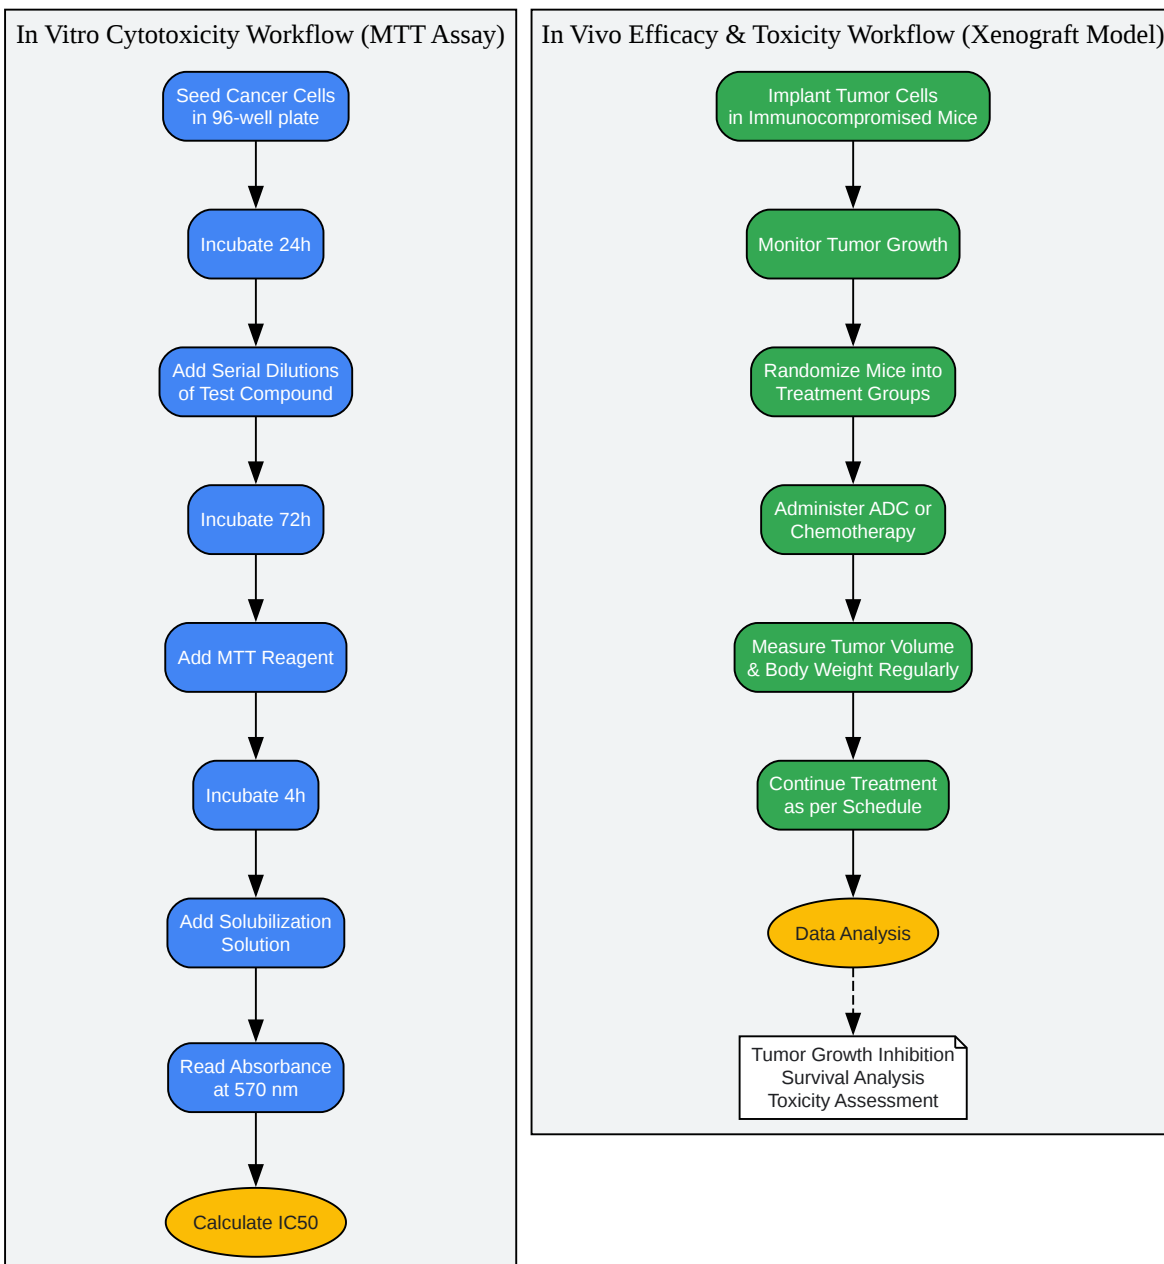 In Vitro Cytotoxicity Workflow (MTT Assay)
Seed Cancer Cells
in 96-well plate
Incubate 24h
Add Serial Dilutions
of Test Compound
Incubate 72h
Add MTT Reagent
Incubate 4h
Add Solubilization
Solution
Read Absorbance
at 570 nm
Calculate IC50
In Vivo Efficacy & Toxicity Workflow (Xenograft Model)
Implant Tumor Cells
in Immunocompromised Mice
Monitor Tumor Growth
Randomize Mice into
Treatment Groups
Administer ADC or
Chemotherapy
Measure Tumor Volume
& Body Weight Regularly
Continue Treatment
as per Schedule
Data Analysis
Tumor Growth Inhibition
Survival Analysis
Toxicity Assessment